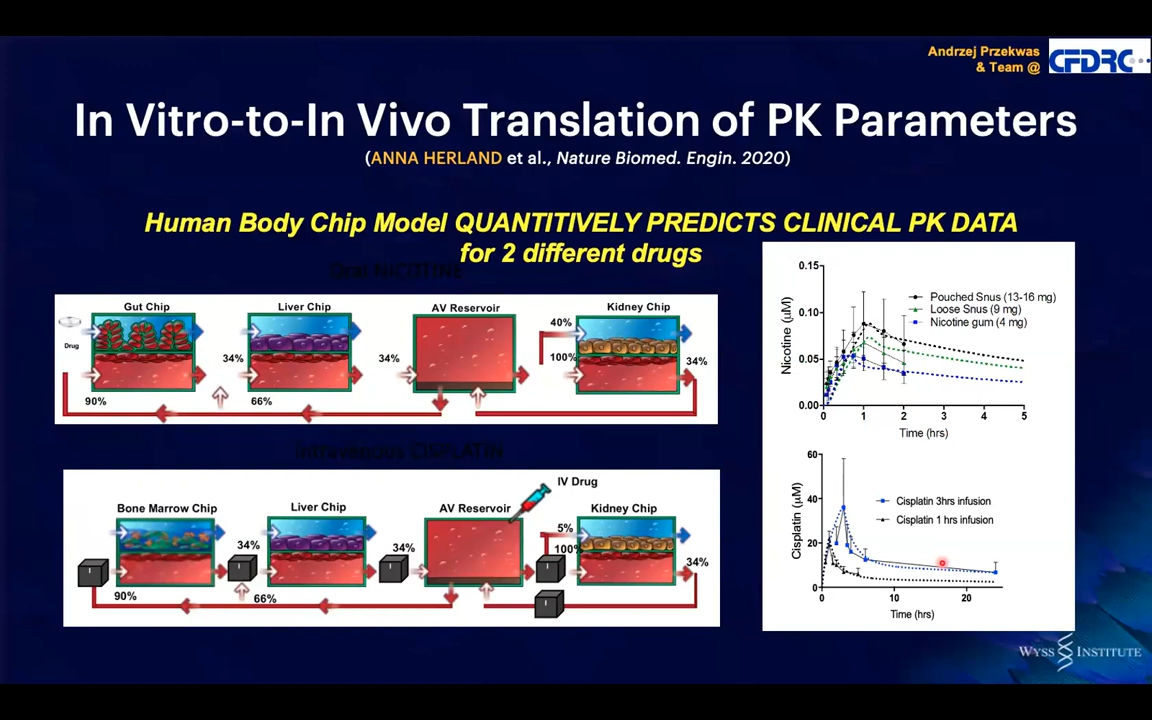 Andrzej Przekwas
& Team @
CFDRC
In Vitro-to-In Vivo Translation of PK Parameters
(ANNA HERLAND et al., Nature Biomed. Engin. 2020)
Human Body Chip Model QUANTITIVELY PREDICTS CLINICAL PK DATA
for 2 different drugs
Oral NICOTINE
Gut Chip
Liver Chip
AV Reservoir
Kidney Chip
Drug
40%
34%
34%
100%
34%
90%
66%
Intravenous CISPLATIN
IV Drug
Bone Marrow Chip
Liver Chip
AV Reservoir
Kidney Chip
5%
34%
34%
100%
34%
90%
66%
0.15
0.10
0.05
0.00
Nicotine (μM)
Pouched Snus (13-16 mg)
Loose Snus (9 mg)
Nicotine gum (4 mg)
0 1 2 3 4 5
Time (hrs)
60
40
20
0
Cisplatin (μM)
Cisplatin 3hrs infusion
Cisplatin 1 hrs infusion
0 10 20
Time (hrs)
WYSS INSTITUTE